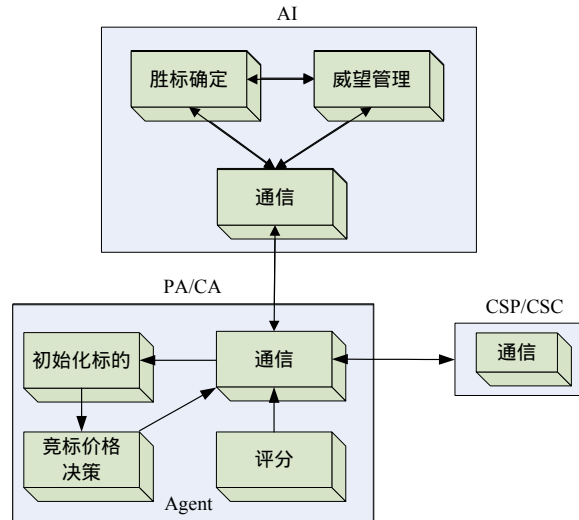 AI
胜标确定
威望管理
通信
PA/CA
CSP/CSC
初始化标的
通信
通信
竞标价格
决策
评分
Agent